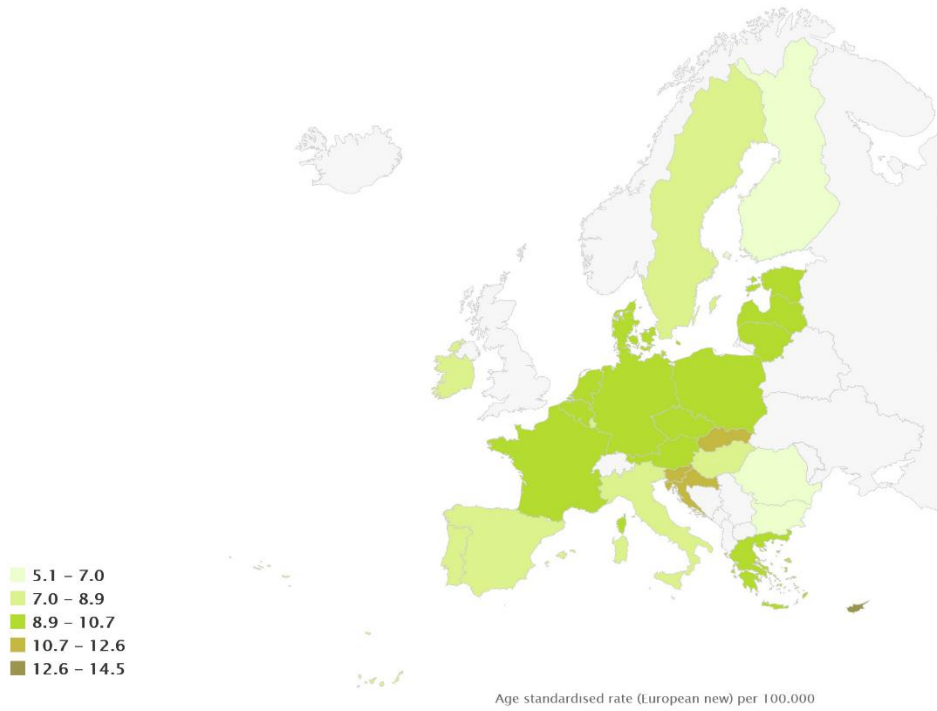 5.1 – 7.0
7.0 – 8.9
8.9 – 10.7
10.7 – 12.6
12.6 – 14.5
Age standardised rate (European new) per 100.000